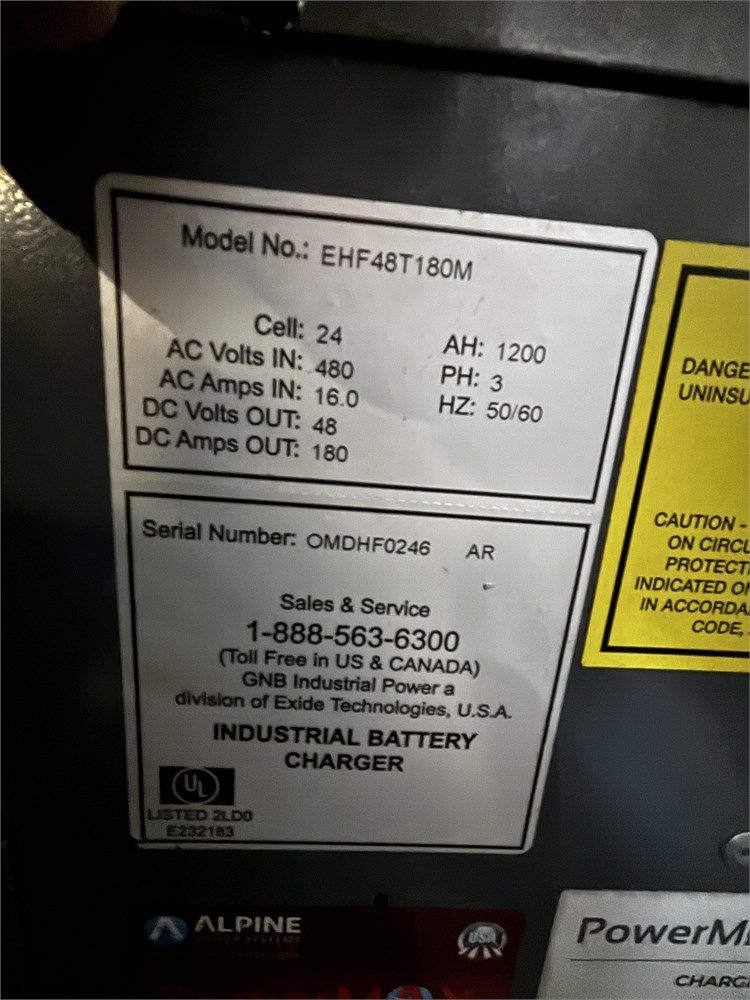 Model No.: EHF48T180M
Cell: 24
AH: 1200
AC Volts IN: 480
PH: 3
AC Amps IN: 16.0
HZ: 50/60
DC Volts OUT: 48
DC Amps OUT: 180
Serial Number: OMDHF0246 AR
Sales & Service
1-888-563-6300
(Toll Free in US & CANADA)
GNB Industrial Power a
division of Exide Technologies, U.S.A.
INDUSTRIAL BATTERY
CHARGER
UL
LISTED 2LD0
E232183
DANGE
UNINSU
CAUTION -
ON CIRCU
PROTECTI
INDICATED ON
IN ACCORDA
CODE,
ALPINE
USA
PowerM
CHARG